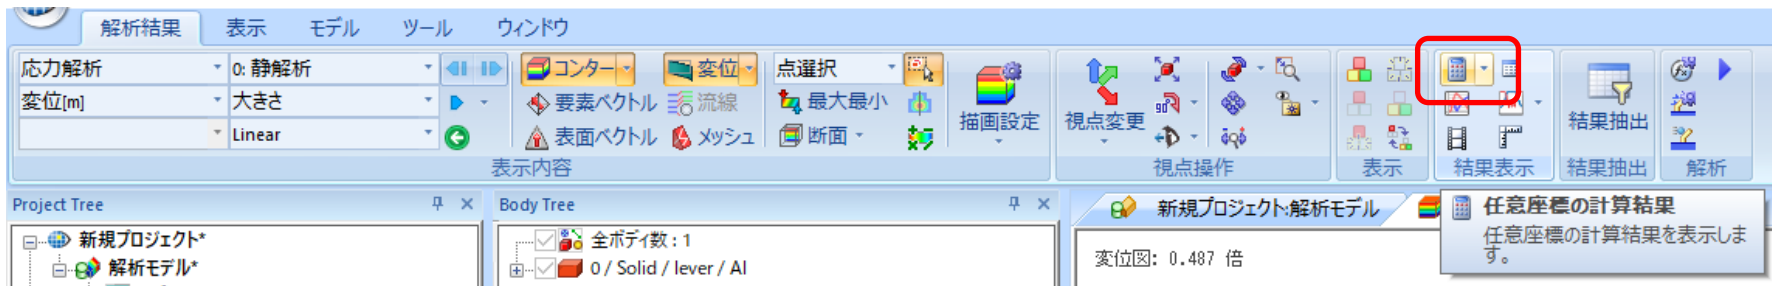 解析結果 表示 モデル ツール ウィンドウ
応力解析 0: 静解析 コンター 変位 点選択
変位[m] 大きさ 要素ベクトル 流線 最大最小 描画設定 視点変更 結果抽出
Linear 表面ベクトル メッシュ 断面
表示内容 視点操作 表示 結果表示 結果抽出 解析
Project Tree Body Tree
新規プロジェクト:解析モデル
任意座標の計算結果
任意座標の計算結果を表示しま
す。
新規プロジェクト* 全ボディ数 : 1
解析モデル* 0 / Solid / lever / Al
変位図: 0.487 倍